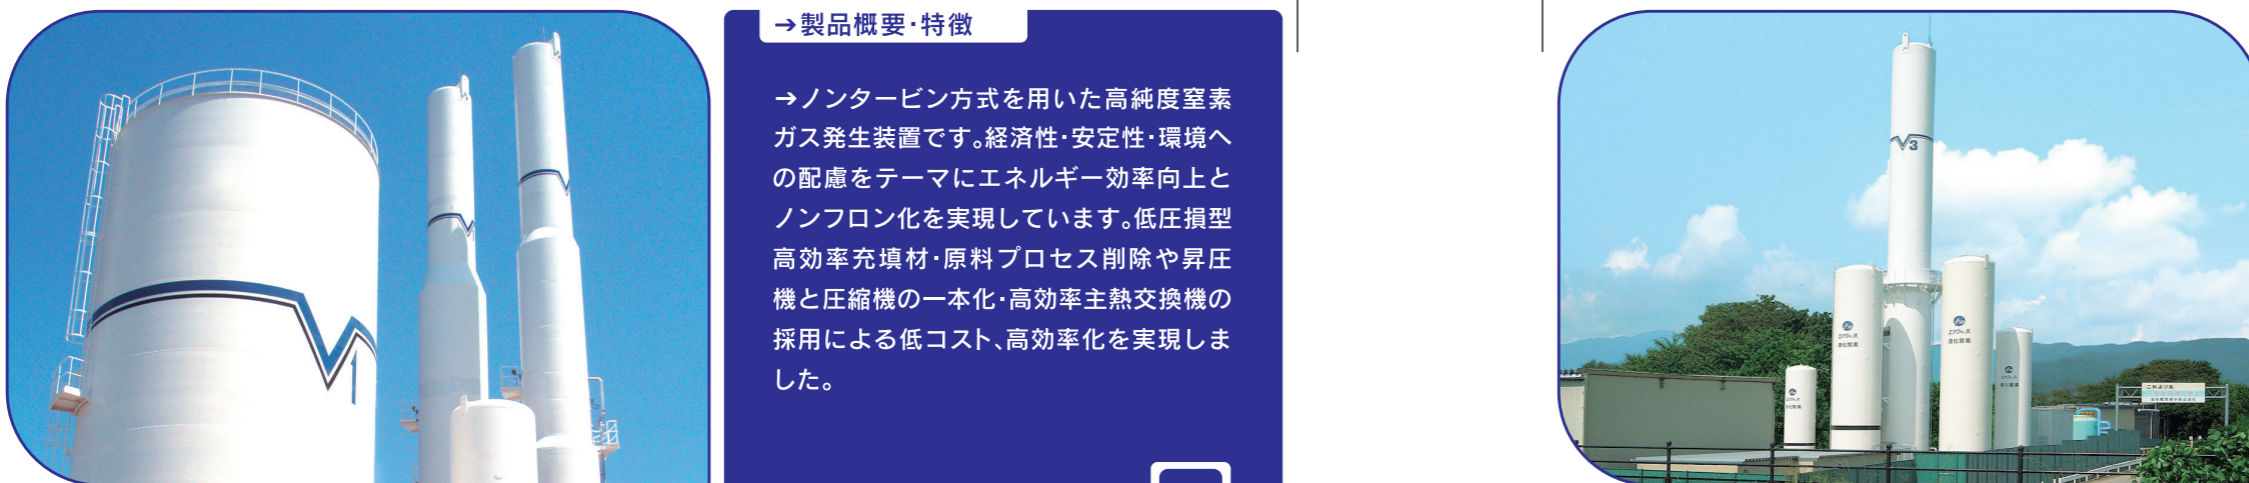 →製品概要・特徴
→ノンタービン方式を用いた高純度窒素
ガス発生装置です。経済性・安定性・環境へ
の配慮をテーマにエネルギー効率向上と
ノンフロン化を実現しています。低圧損型
高効率充填材・原料プロセス削除や昇圧
機と圧縮機の一本化・高効率主熱交換機の
採用による低コスト、高効率化を実現しま
した。
V1
V3